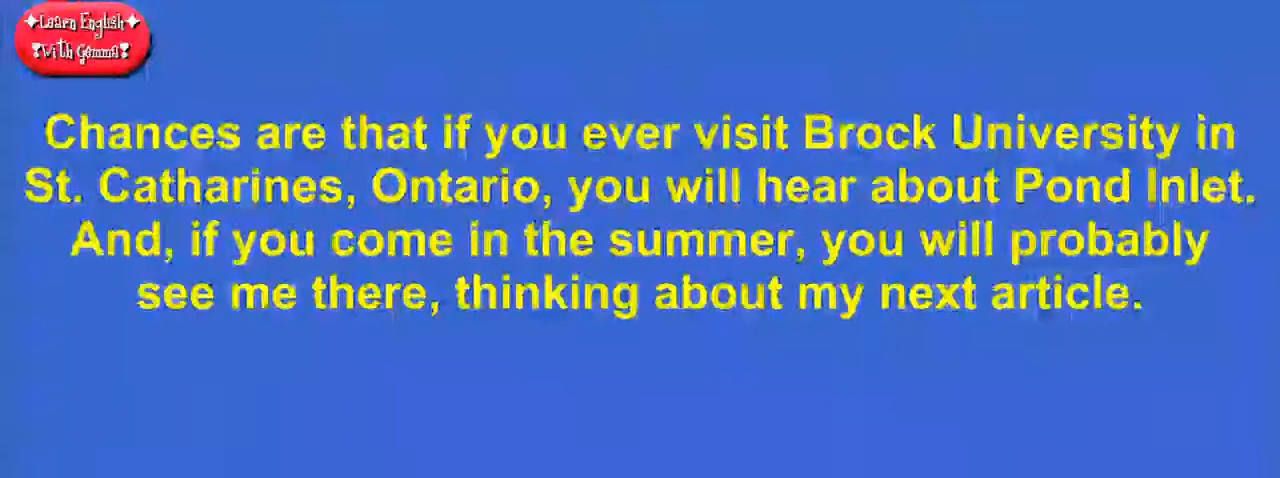 Learn English
With Gemma
Chances are that if you ever visit Brock University in
St. Catharines, Ontario, you will hear about Pond Inlet.
And, if you come in the summer, you will probably
see me there, thinking about my next article.